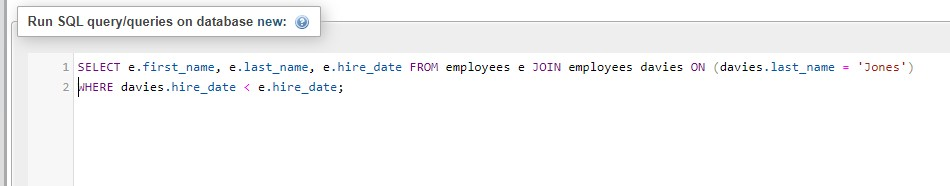 Run SQL query/queries on database new:
1 SELECT e.first_name, e.last_name, e.hire_date FROM employees e JOIN employees davies ON (davies.last_name = 'Jones')
2 WHERE davies.hire_date < e.hire_date;